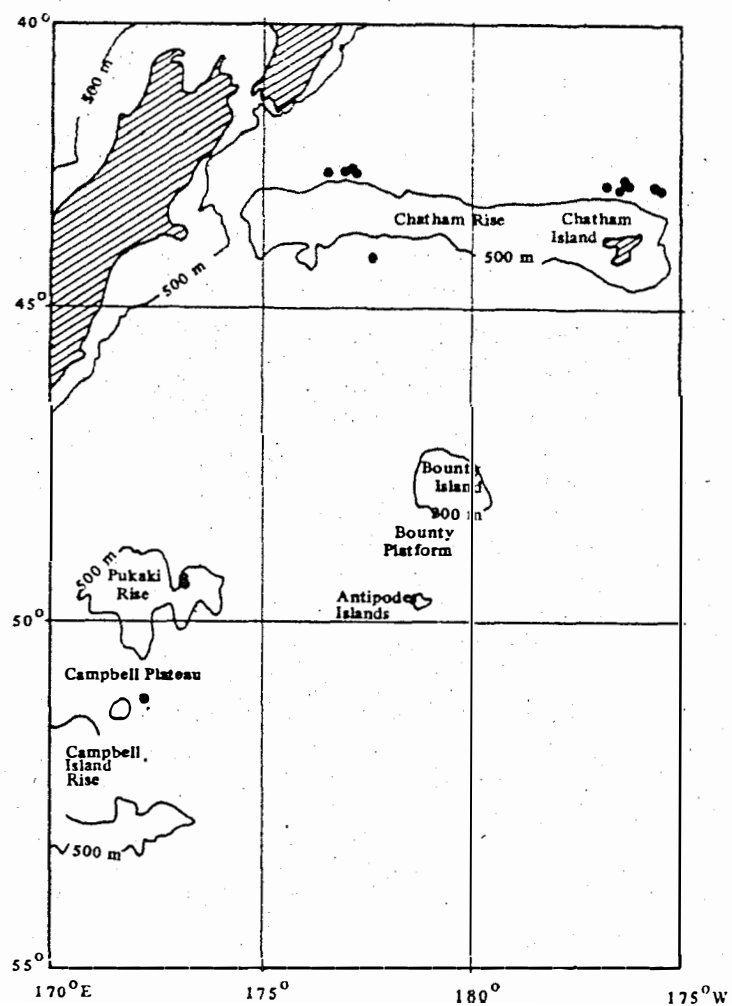 40°
500 m
Chatham Rise
Chatham
Island
500 m
500 m
45°
Bounty
Island
200 m
Bounty
Platform
500 m
Pukaki
Rise
Antipodes
Islands
50°
Campbell Plateau
Campbell
Island
Rise
500 m
55°
170°E
175°
180°
175°W